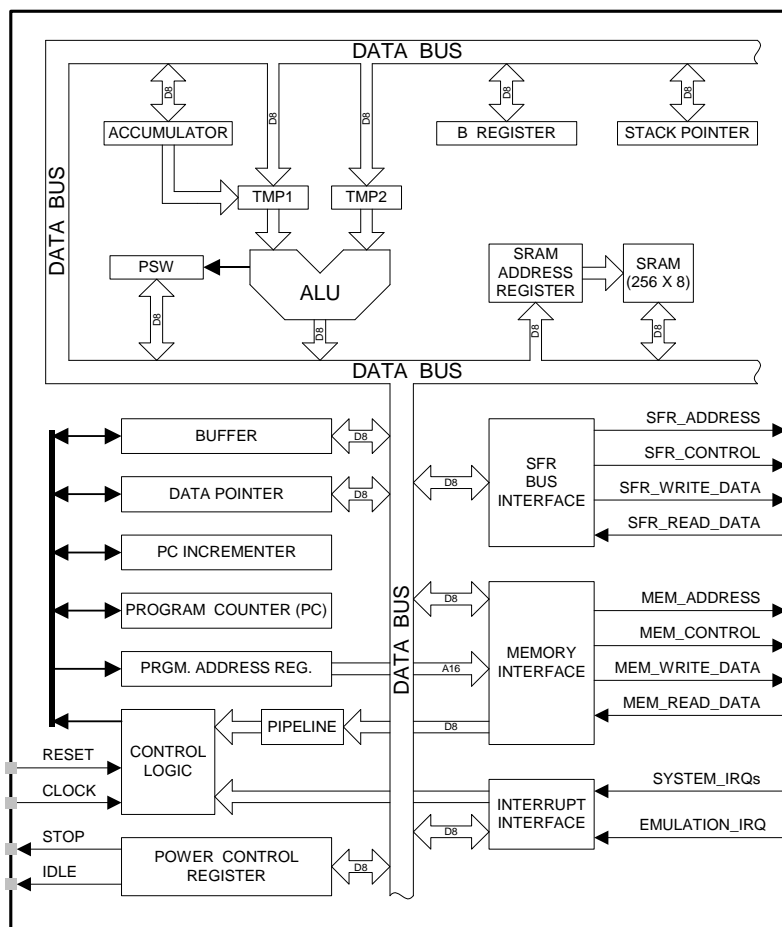 DATA BUS
D8
D8
D8
D8
D8
ACCUMULATOR
B REGISTER
STACK POINTER
DATA BUS
TMP1
TMP2
PSW
ALU
SRAM
ADDRESS
REGISTER
SRAM
(256 X 8)
D8
D8
D8
D8
DATA BUS
BUFFER
D8
DATA POINTER
D8
PC INCREMENTER
PROGRAM COUNTER (PC)
PRGM. ADDRESS REG.
A16
DATA BUS
D8
SFR
BUS
INTERFACE
SFR_ADDRESS
SFR_CONTROL
SFR_WRITE_DATA
SFR_READ_DATA
D8
MEMORY
INTERFACE
MEM_ADDRESS
MEM_CONTROL
MEM_WRITE_DATA
MEM_READ_DATA
RESET
CLOCK
CONTROL
LOGIC
PIPELINE
D8
INTERRUPT
INTERFACE
SYSTEM_IRQs
EMULATION_IRQ
D8
STOP
IDLE
POWER CONTROL
REGISTER
D8